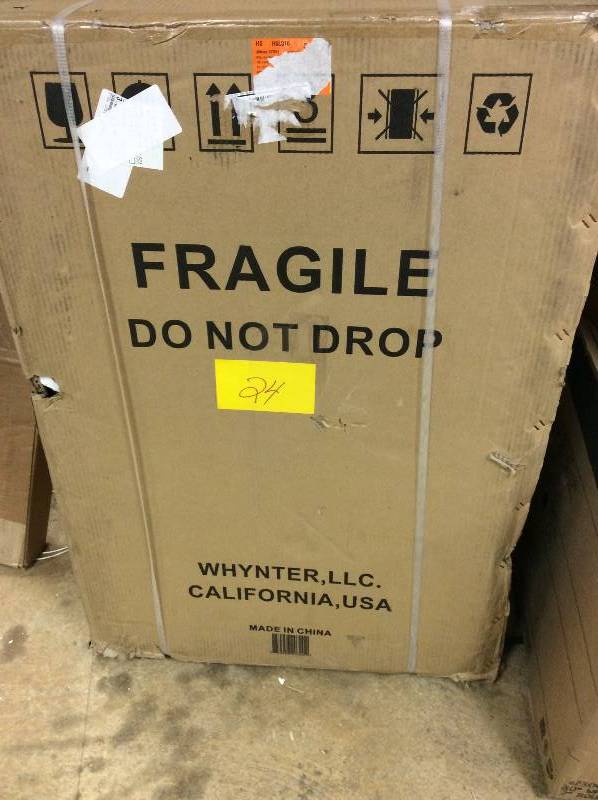 FRAGILE
DO NOT DROP
24
WHYNTER,LLC.
CALIFORNIA,USA
MADE IN CHINA